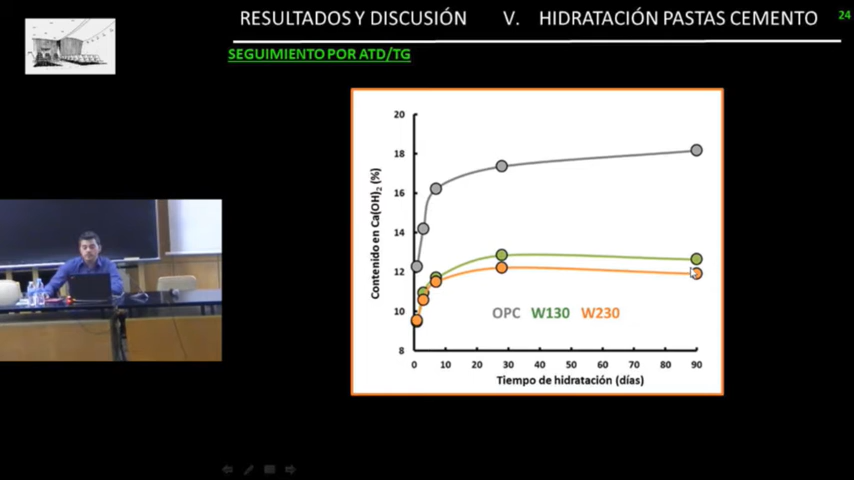 RESULTADOS Y DISCUSIÓN V. HIDRATACIÓN PASTAS CEMENTO 24
SEGUIMIENTO POR ATD/TG
20
18
16
14
12
10
8
Contenido en Ca(OH)₂ (%)
OPC W130 W230
0 10 20 30 40 50 60 70 80 90
Tiempo de hidratación (días)